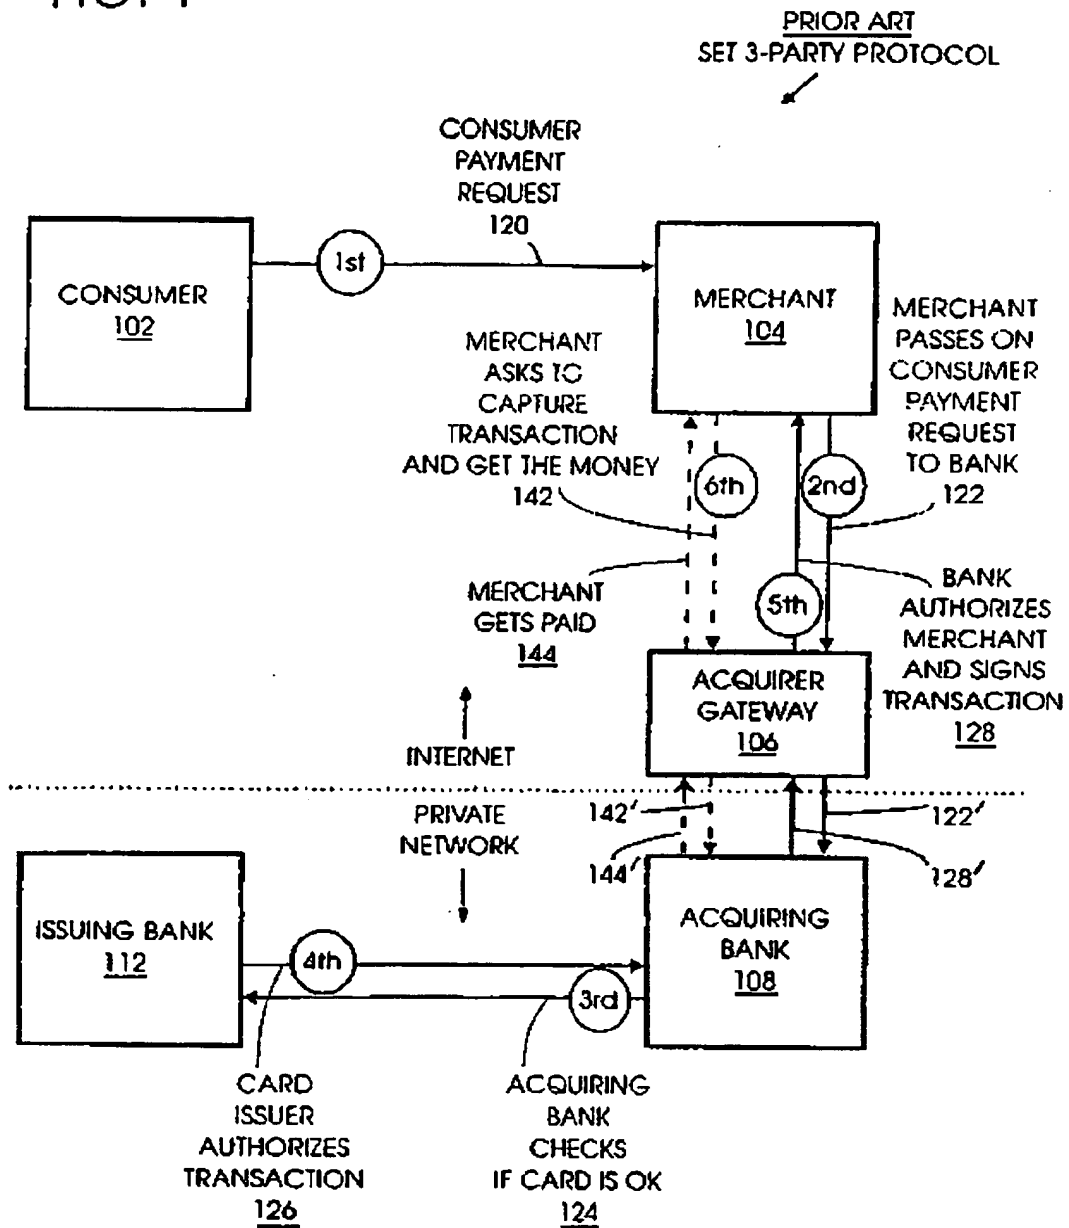 PRIOR ART
SET 3-PARTY PROTOCOL
CONSUMER
PAYMENT
REQUEST
120
1st
CONSUMER
102
MERCHANT
104
MERCHANT
ASKS TO
CAPTURE
TRANSACTION
AND GET THE MONEY
142
MERCHANT
PASSES ON
CONSUMER
PAYMENT
REQUEST
TO BANK
122
6th
2nd
MERCHANT
GETS PAID
144
5th
BANK
AUTHORIZES
MERCHANT
AND SIGNS
TRANSACTION
128
ACQUIRER
GATEWAY
106
INTERNET
PRIVATE
NETWORK
142'
144'
122'
128'
ISSUING BANK
112
4th
3rd
ACQUIRING
BANK
108
CARD
ISSUER
AUTHORIZES
TRANSACTION
126
ACQUIRING
BANK
CHECKS
IF CARD IS OK
124